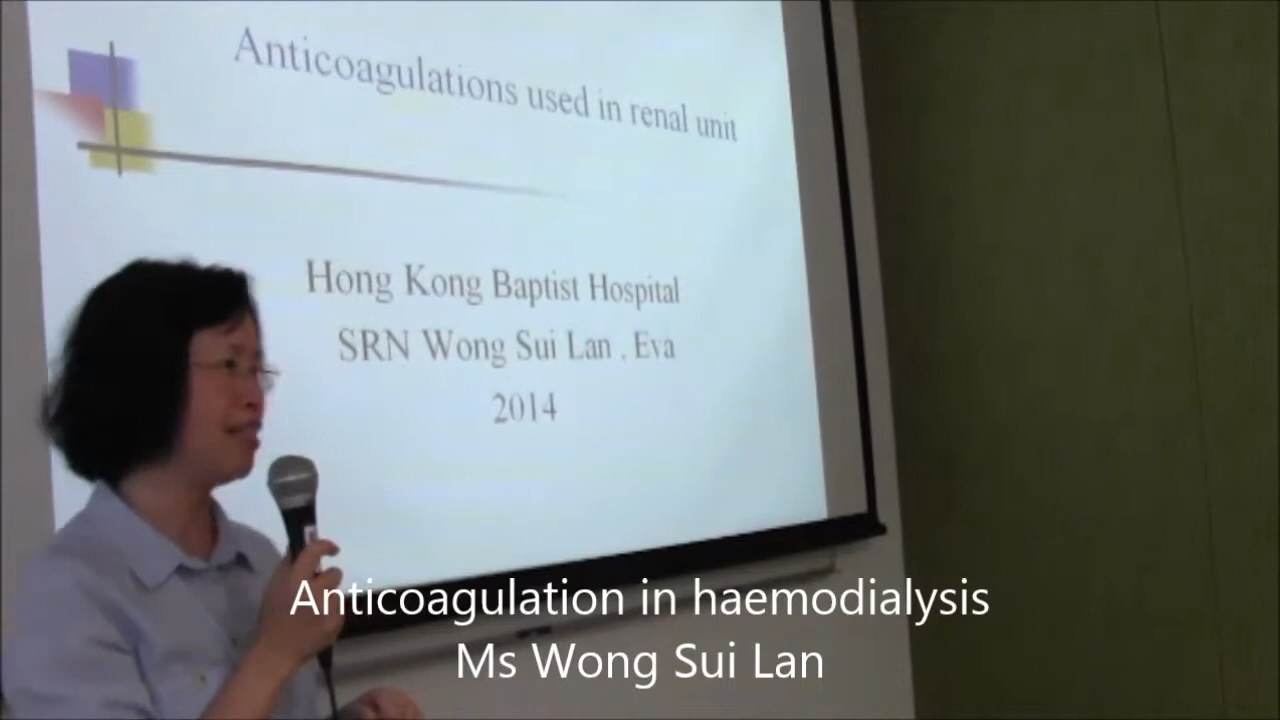 Anticoagulations used in renal unit
Hong Kong Baptist Hospital
SRN Wong Sui Lan . Eva
2014
Anticoagulation in haemodialysis
Ms Wong Sui Lan